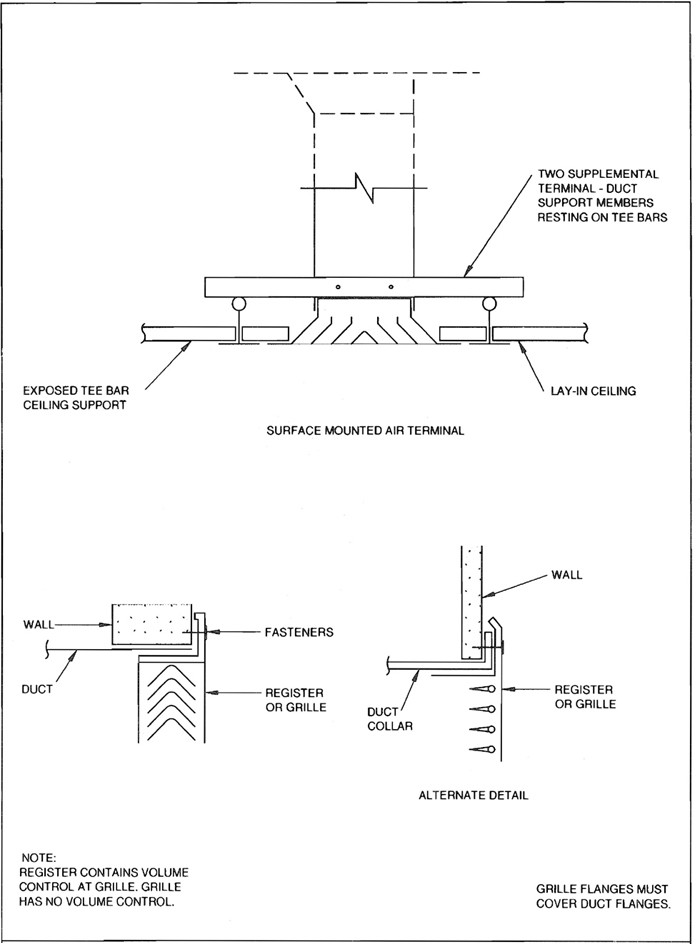 TWO SUPPLEMENTAL
TERMINAL - DUCT
SUPPORT MEMBERS
RESTING ON TEE BARS
EXPOSED TEE BAR
CEILING SUPPORT
LAY-IN CEILING
SURFACE MOUNTED AIR TERMINAL
WALL
FASTENERS
DUCT
REGISTER
OR GRILLE
WALL
DUCT
COLLAR
REGISTER
OR GRILLE
ALTERNATE DETAIL
NOTE:
REGISTER CONTAINS VOLUME
CONTROL AT GRILLE. GRILLE
HAS NO VOLUME CONTROL.
GRILLE FLANGES MUST
COVER DUCT FLANGES.